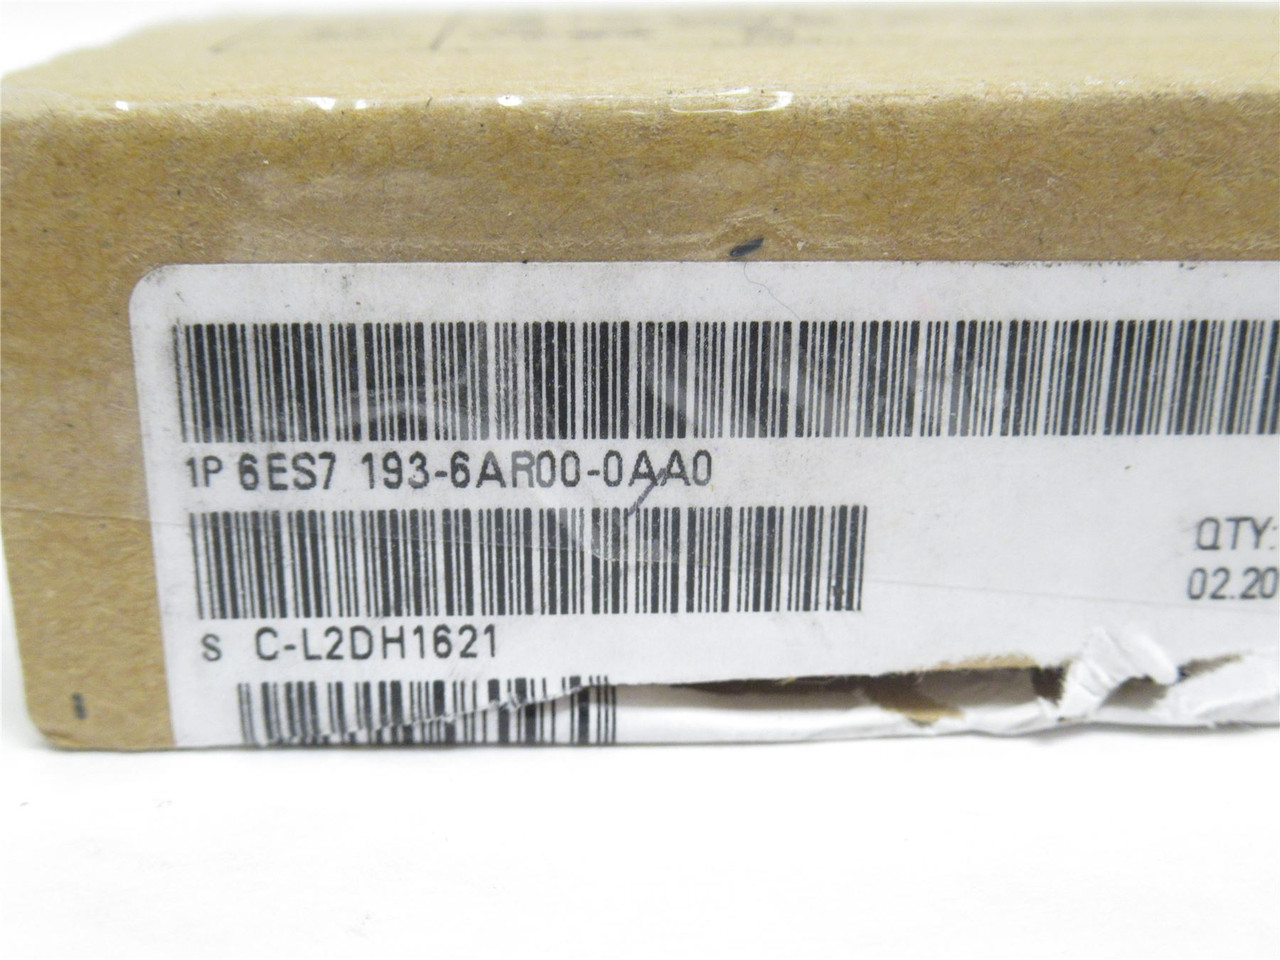 1P 6ES7 193-6AR00-0AA0
QTY:
02.20
S C-L2DH1621